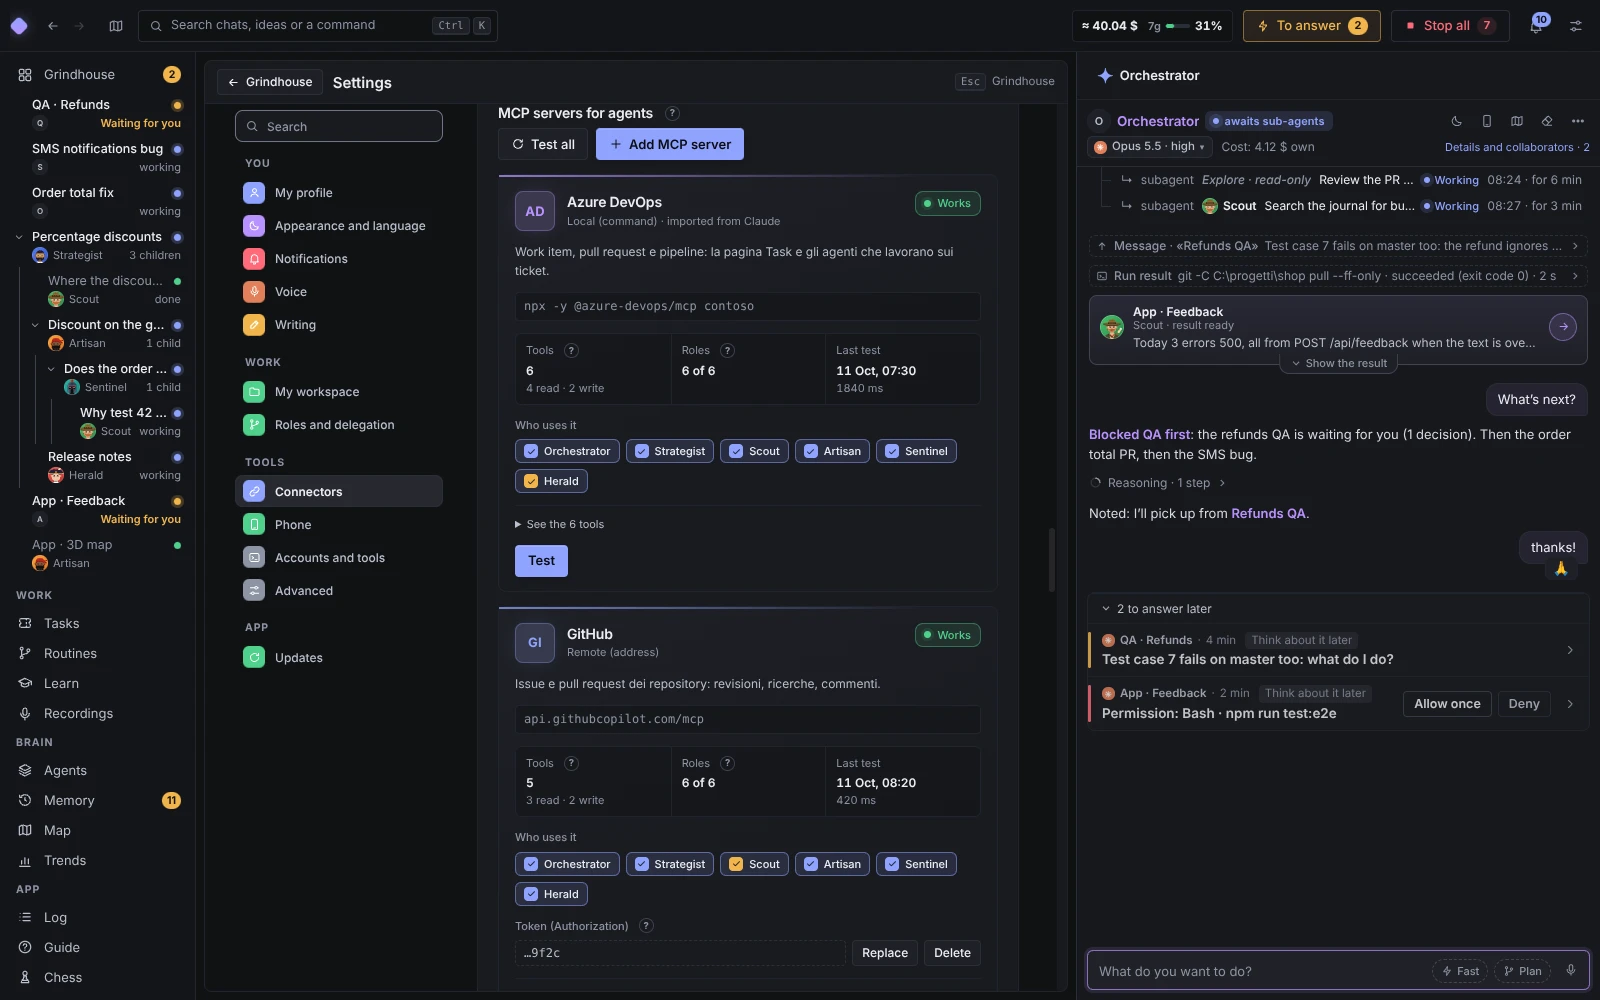 Search chats, ideas or a command
Ctrl K
≈ 40.04 $ 7g 31%
To answer 2
Stop all 7
10
Grindhouse 2
QA · Refunds
Q Waiting for you
SMS notifications bug
S working
Order total fix
O working
Percentage discounts
Strategist 3 children
Where the discou...
Scout done
Discount on the g...
Artisan 1 child
Does the order ...
Sentinel 1 child
Why test 42 ...
Scout working
Release notes
Herald working
App · Feedback
A Waiting for you
App · 3D map
Artisan
WORK
Tasks
Routines
Learn
Recordings
BRAIN
Agents
Memory 11
Map
Trends
APP
Log
Guide
Chess
Grindhouse
Settings
Esc Grindhouse
Search
YOU
My profile
Appearance and language
Notifications
Voice
Writing
WORK
My workspace
Roles and delegation
TOOLS
Connectors
Phone
Accounts and tools
Advanced
APP
Updates
MCP servers for agents ?
Test all
Add MCP server
AD
Azure DevOps
Local (command) · imported from Claude
Works
Work item, pull request e pipeline: la pagina Task e gli agenti che lavorano sui
ticket.
npx -y @azure-devops/mcp contoso
Tools ?
6
4 read · 2 write
Roles ?
6 of 6
Last test
11 Oct, 07:30
1840 ms
Who uses it
Orchestrator Strategist Scout Artisan Sentinel
Herald
See the 6 tools
Test
GI
GitHub
Remote (address)
Works
Issue e pull request dei repository: revisioni, ricerche, commenti.
api.githubcopilot.com/mcp
Tools ?
5
3 read · 2 write
Roles ?
6 of 6
Last test
11 Oct, 08:20
420 ms
Who uses it
Orchestrator Strategist Scout Artisan Sentinel
Herald
Token (Authorization) ?
…9f2c
Replace
Delete
Orchestrator
O Orchestrator awaits sub-agents
Opus 5.5 · high Cost: 4.12 $ own
Details and collaborators · 2
subagent Explore · read-only Review the PR ... Working 08:24 · for 6 min
subagent Scout Search the journal for bu... Working 08:27 · for 3 min
Message · «Refunds QA» Test case 7 fails on master too: the refund ignores ...
Run result git -C C:\progetti\shop pull --ff-only · succeeded (exit code 0) · 2 s
App · Feedback
Scout · result ready
Today 3 errors 500, all from POST /api/feedback when the text is ove...
Show the result
What's next?
Blocked QA first: the refunds QA is waiting for you (1 decision). Then the order
total PR, then the SMS bug.
Reasoning · 1 step
Noted: I'll pick up from Refunds QA.
thanks!
2 to answer later
QA · Refunds · 4 min Think about it later
Test case 7 fails on master too: what do I do?
App · Feedback · 2 min Think about it later
Permission: Bash · npm run test:e2e
Allow once
Deny
What do you want to do?
Fast
Plan